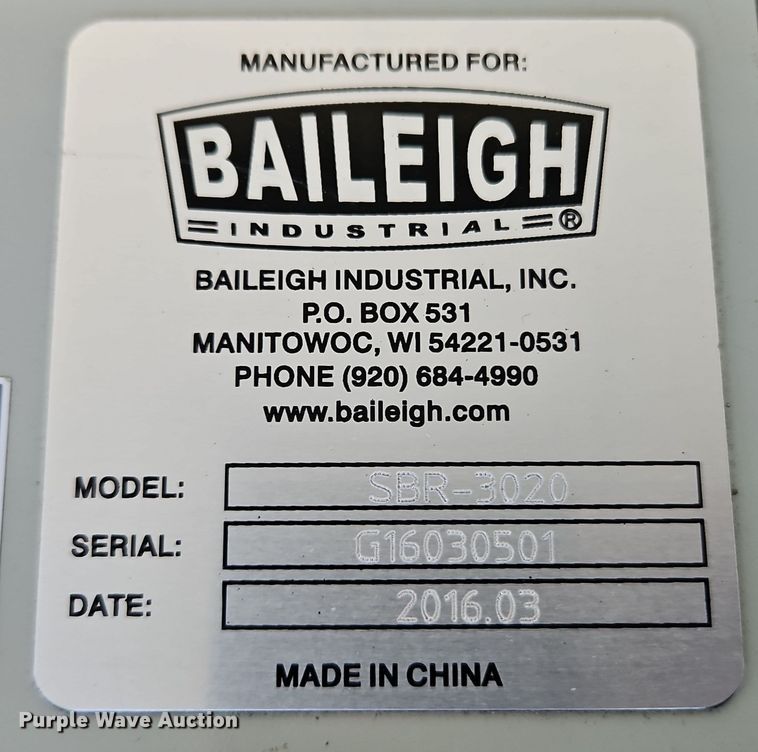 MANUFACTURED FOR:
BAILEIGH
INDUSTRIAL ®
BAILEIGH INDUSTRIAL, INC.
P.O. BOX 531
MANITOWOC, WI 54221-0531
PHONE (920) 684-4990
www.baileigh.com
MODEL: SBR-3020
SERIAL: G16030501
DATE: 2016.03
MADE IN CHINA
Purple Wave Auction